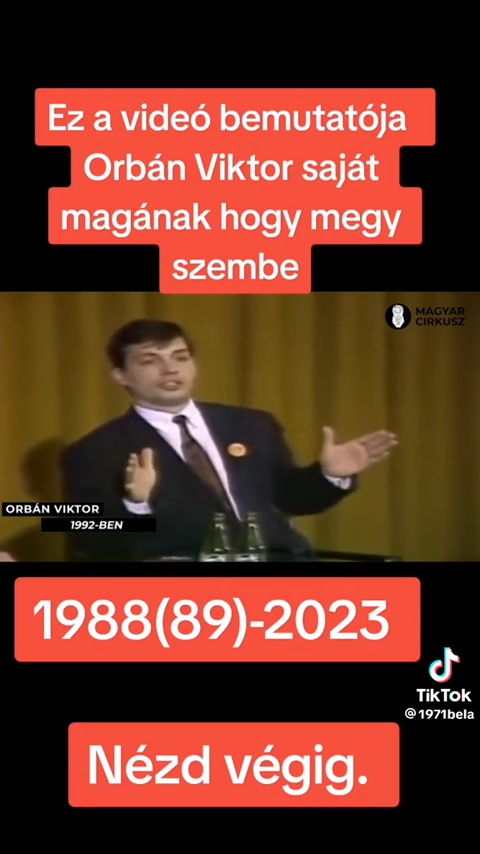 Ez a videó bemutatója
Orbán Viktor saját
magának hogy megy
szembe
MAGYAR
CIRKUSZ
ORBÁN VIKTOR
1992-BEN
1988(89)-2023
TikTok
@1971bela
Nézd végig.